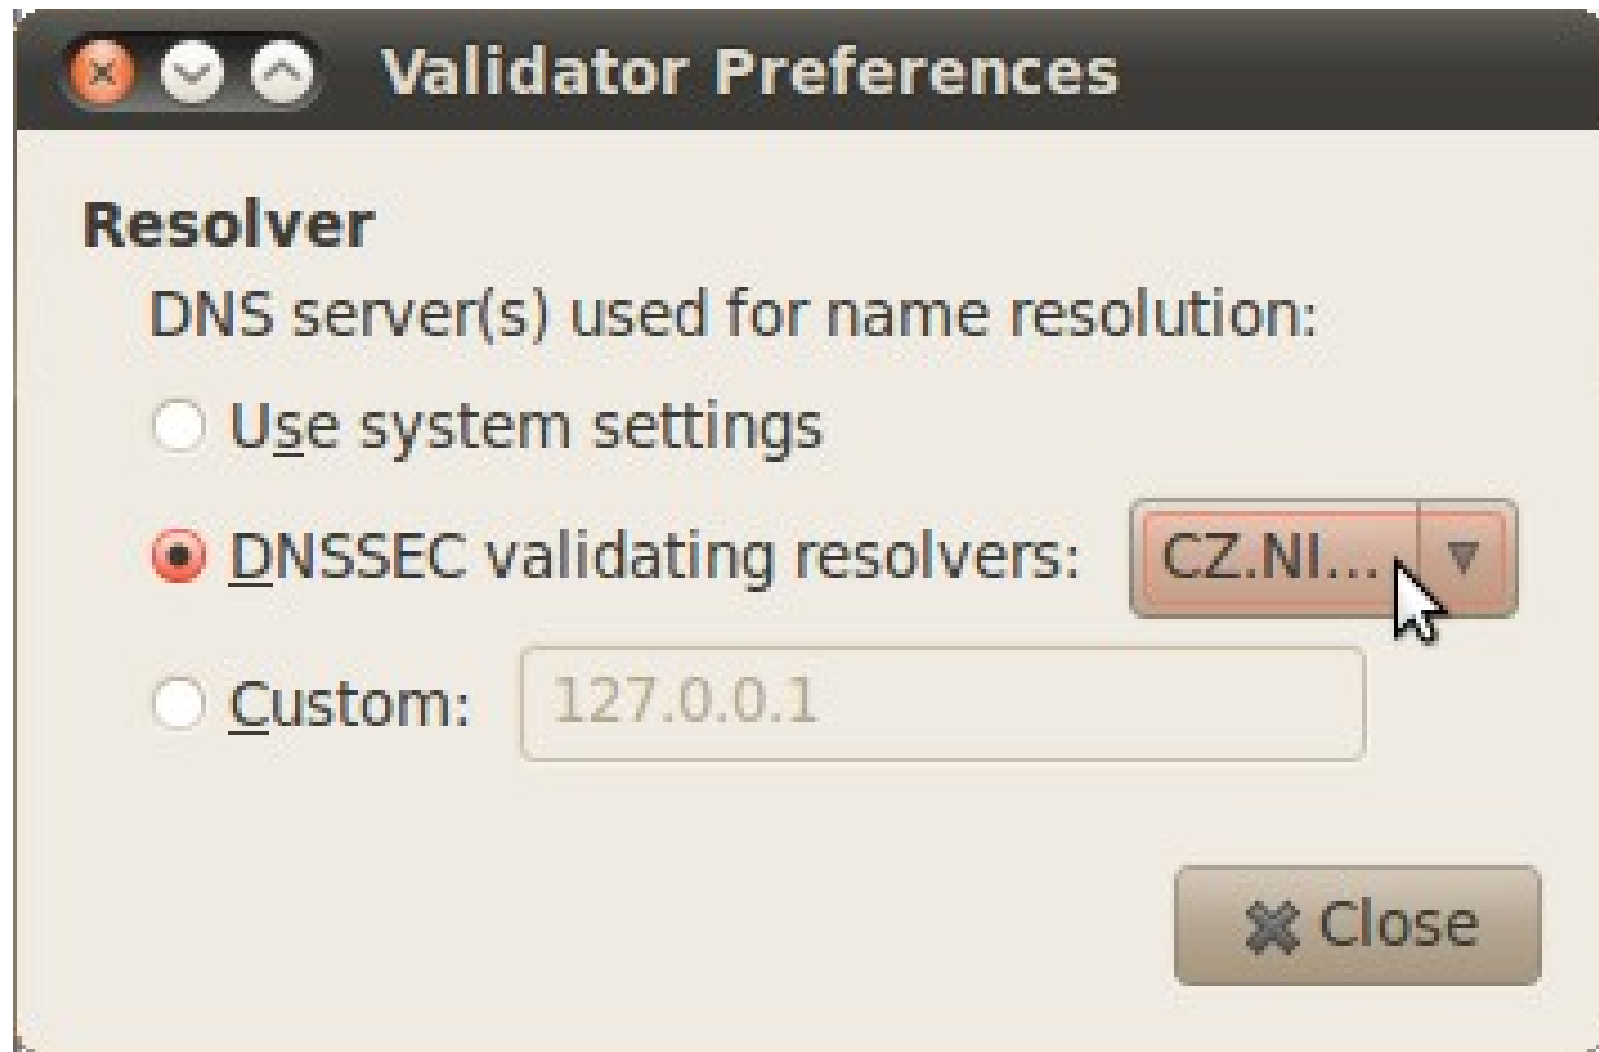 Validator Preferences
Resolver
DNS server(s) used for name resolution:
Use system settings
DNSSEC validating resolvers: CZ.NI...
Custom: 127.0.0.1
Close